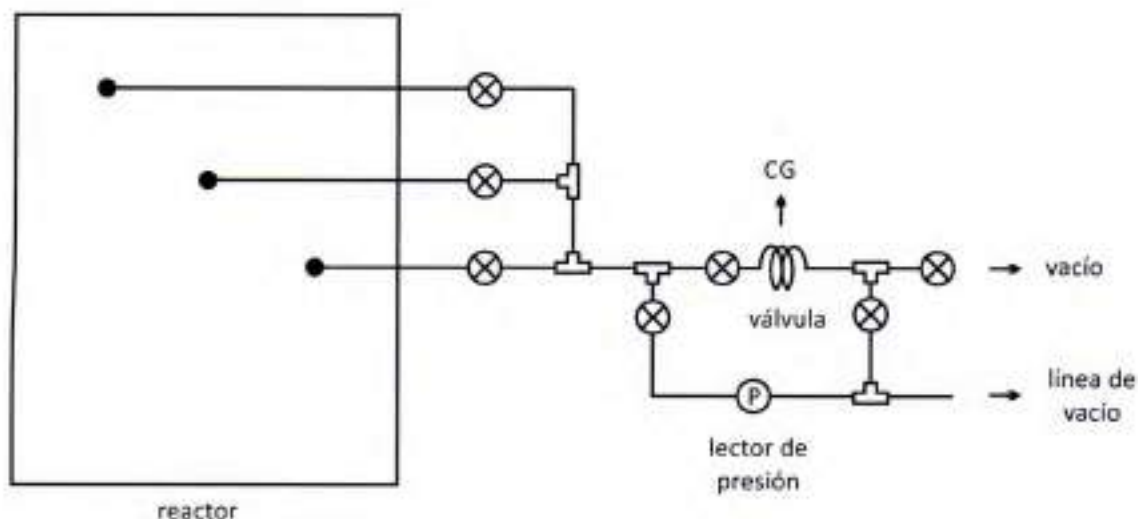 CG
válvula
vacío
P
línea de
vacío
lector de
presión
reactor